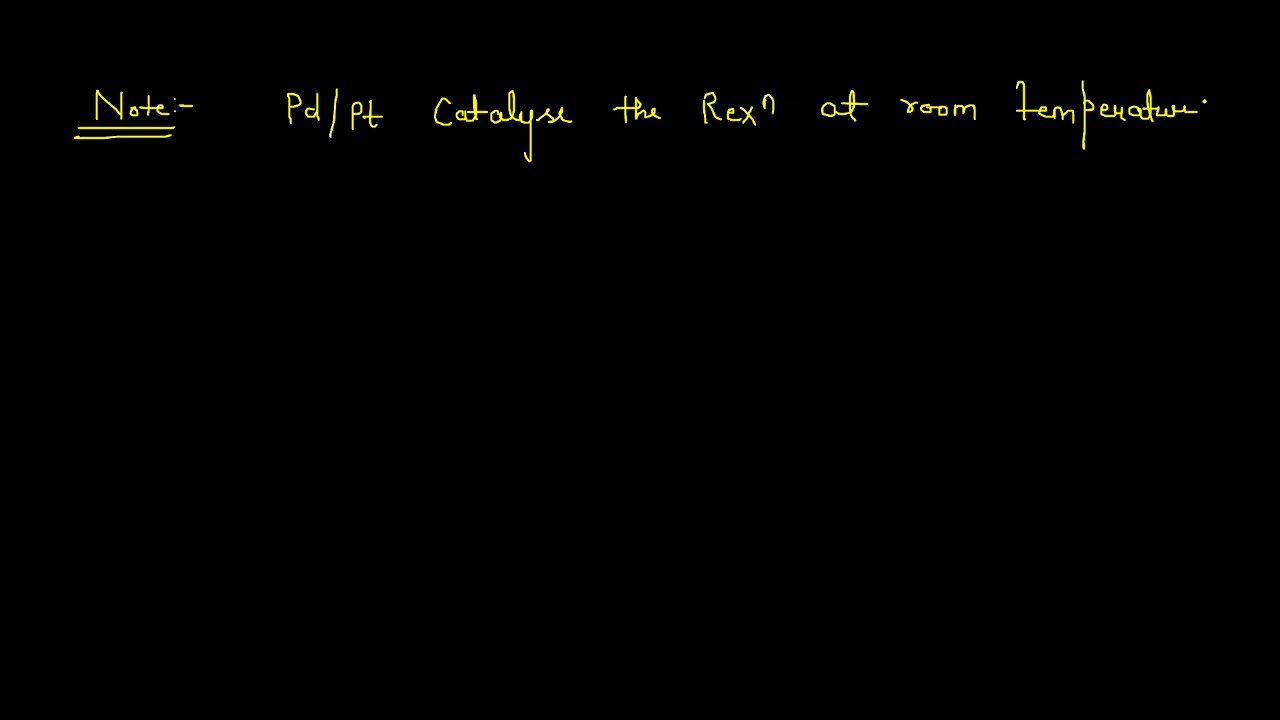 Note:- Pd/Pt Catalyse the Rexⁿ at room temperature.